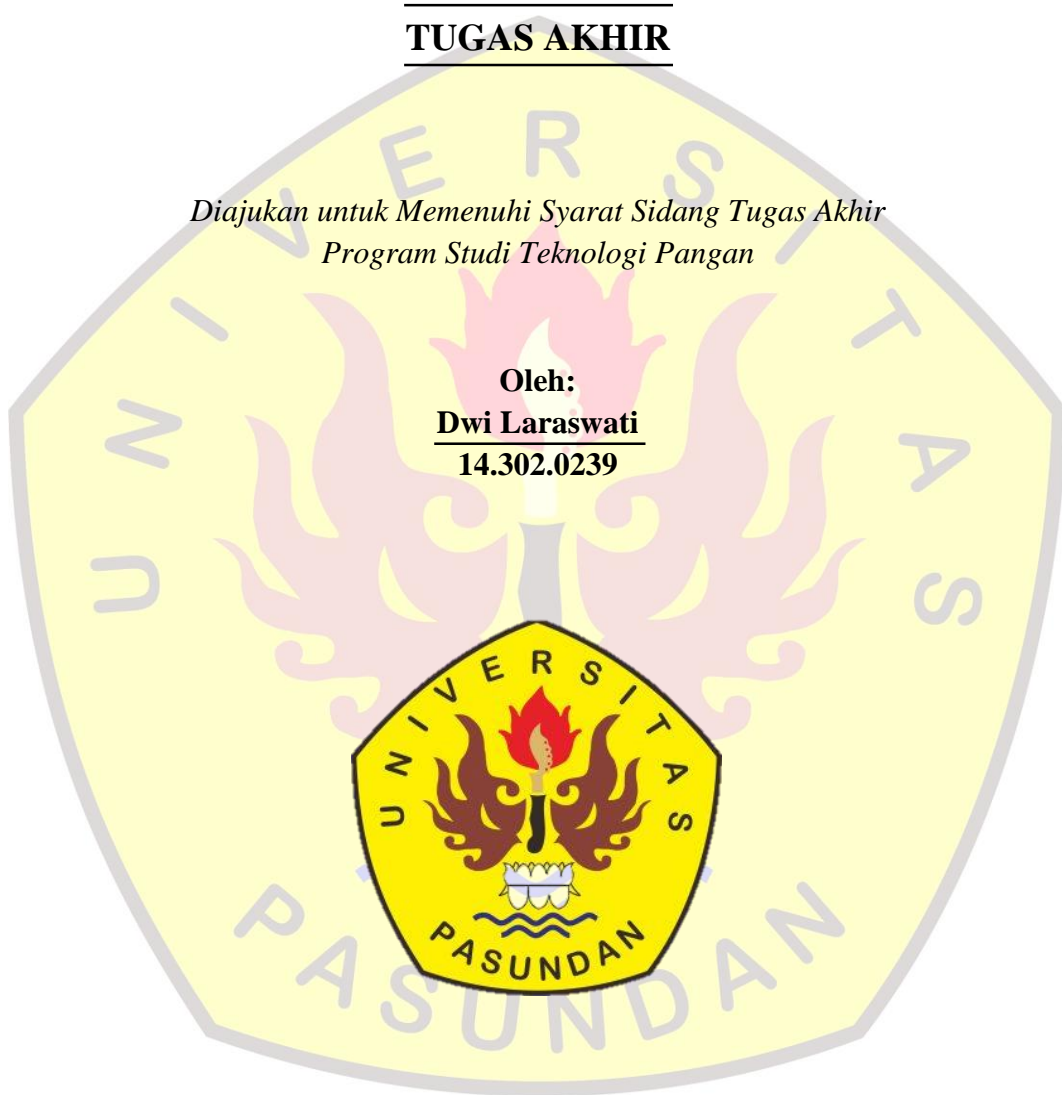 TUGAS AKHIR
Diajukan untuk Memenuhi Syarat Sidang Tugas Akhir
Program Studi Teknologi Pangan
Oleh:
Dwi Laraswati
14.302.0239
UNIVERSITAS
PASUNDAN
UNIVERSITAS
PASUNDAN